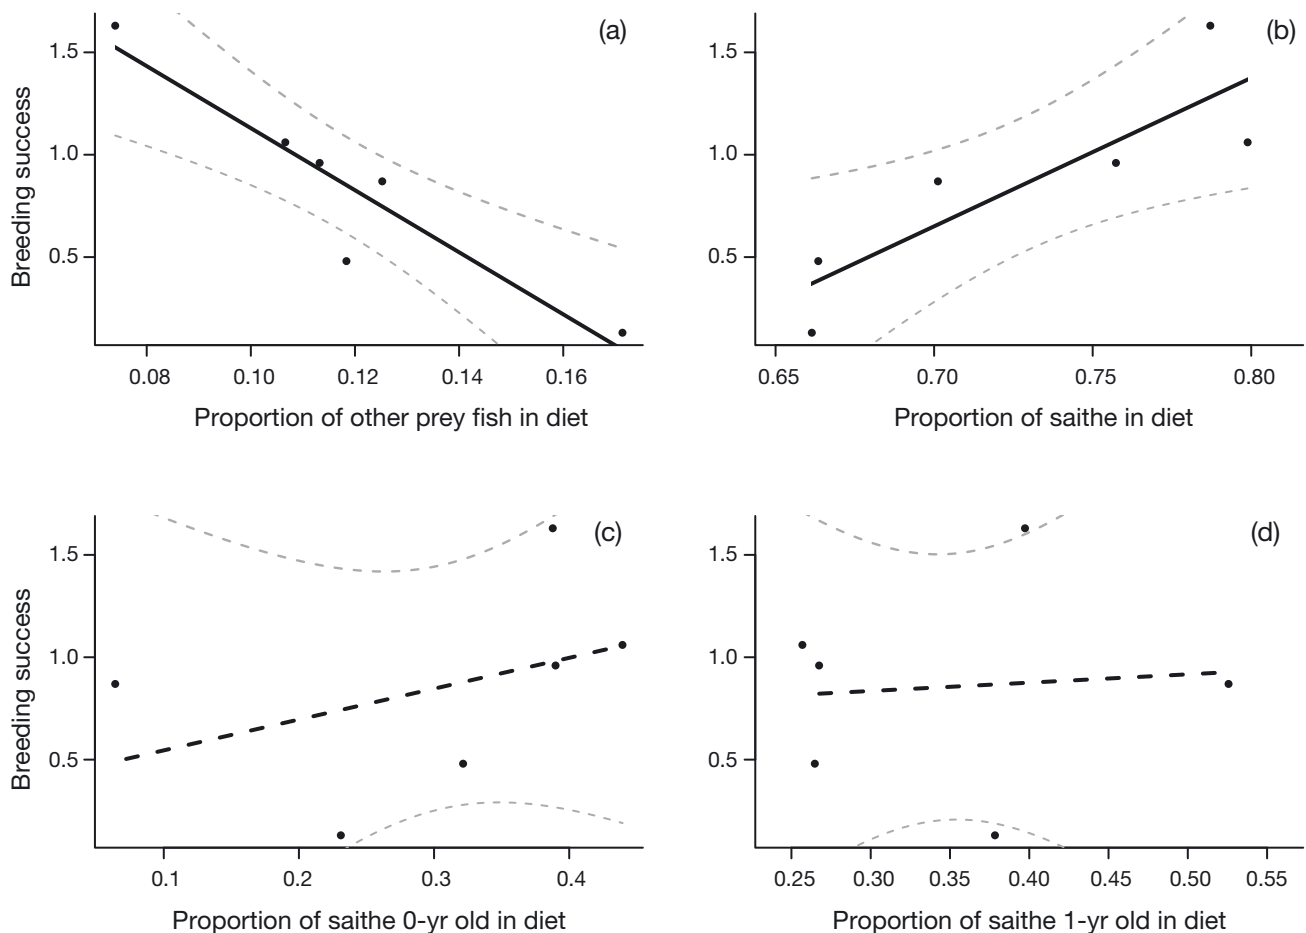 (a)
Breeding success
1.5
1.0
0.5
0.08 0.10 0.12 0.14 0.16
Proportion of other prey fish in diet
(b)
1.5
1.0
0.5
0.65 0.70 0.75 0.80
Proportion of saithe in diet
(c)
Breeding success
1.5
1.0
0.5
0.1 0.2 0.3 0.4
Proportion of saithe 0-yr old in diet
(d)
1.5
1.0
0.5
0.25 0.30 0.35 0.40 0.45 0.50 0.55
Proportion of saithe 1-yr old in diet